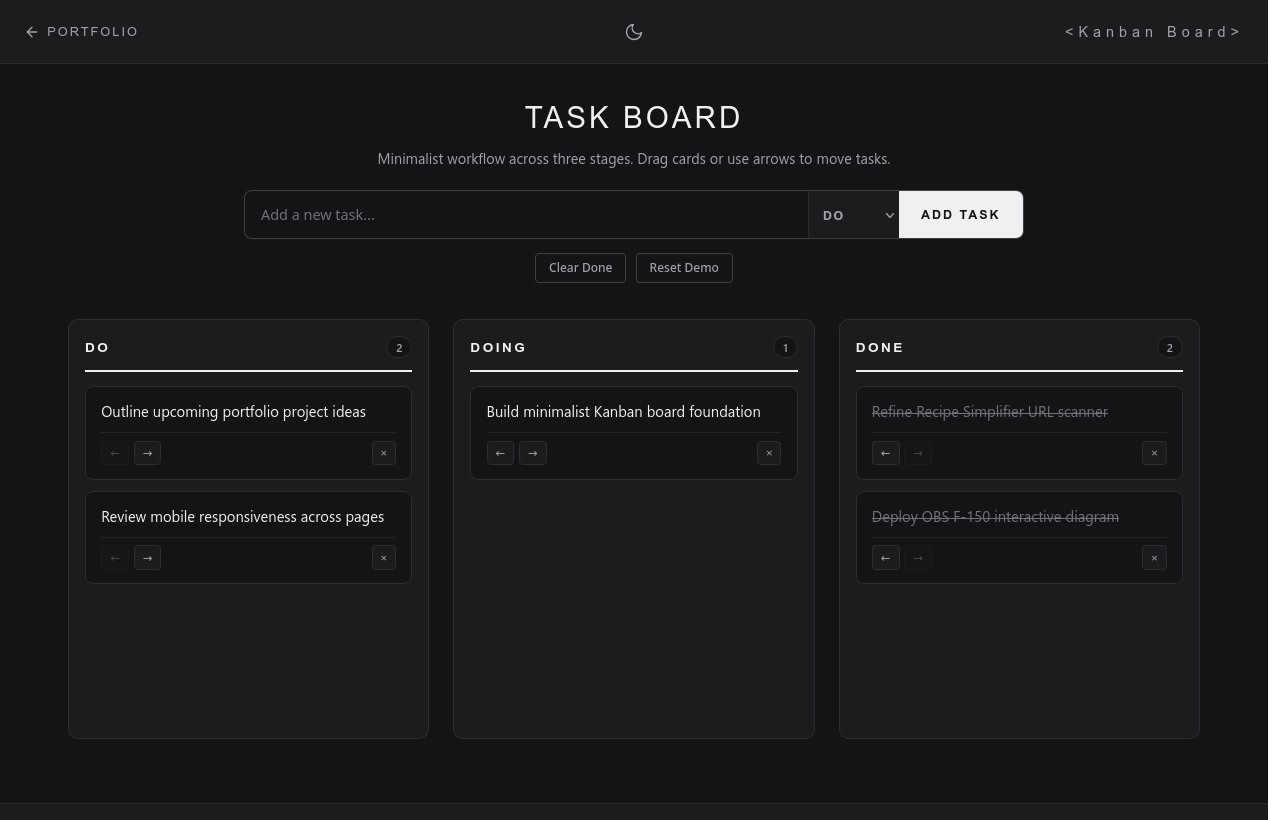 ← PORTFOLIO
<Kanban Board>
TASK BOARD
Minimalist workflow across three stages. Drag cards or use arrows to move tasks.
Add a new task...
DO
ADD TASK
Clear Done
Reset Demo
DO
2
Outline upcoming portfolio project ideas
← → ×
Review mobile responsiveness across pages
← → ×
DOING
1
Build minimalist Kanban board foundation
← → ×
DONE
2
Refine Recipe Simplifier URL scanner
← → ×
Deploy OBS F-150 interactive diagram
← → ×